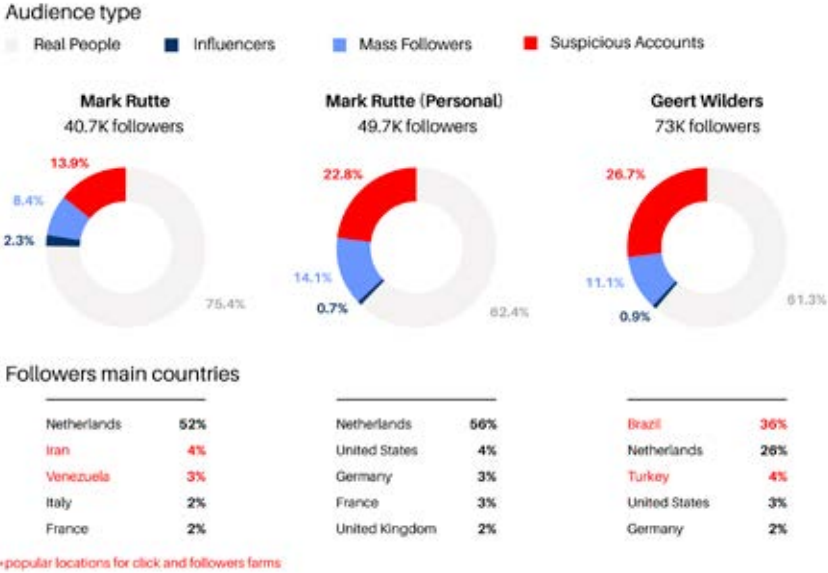 Audience type
Real People Influencers Mass Followers Suspicious Accounts
Mark Rutte Mark Rutte (Personal) Geert Wilders
40.7K followers 49.7K followers 73K followers
13.9% 22.8% 26.7%
8.4%
2.3%
14.1% 11.1%
75.4% 0.7% 62.4% 0.9% 61.3%
Followers main countries
Netherlands 52% Netherlands 56% Brazil 36%
Iran 4% United States 4% Netherlands 26%
Venezuela 3% Germany 3% Turkey 4%
Italy 2% France 3% United States 3%
France 2% United Kingdom 2% Germany 2%
*popular locations for click and followers farms